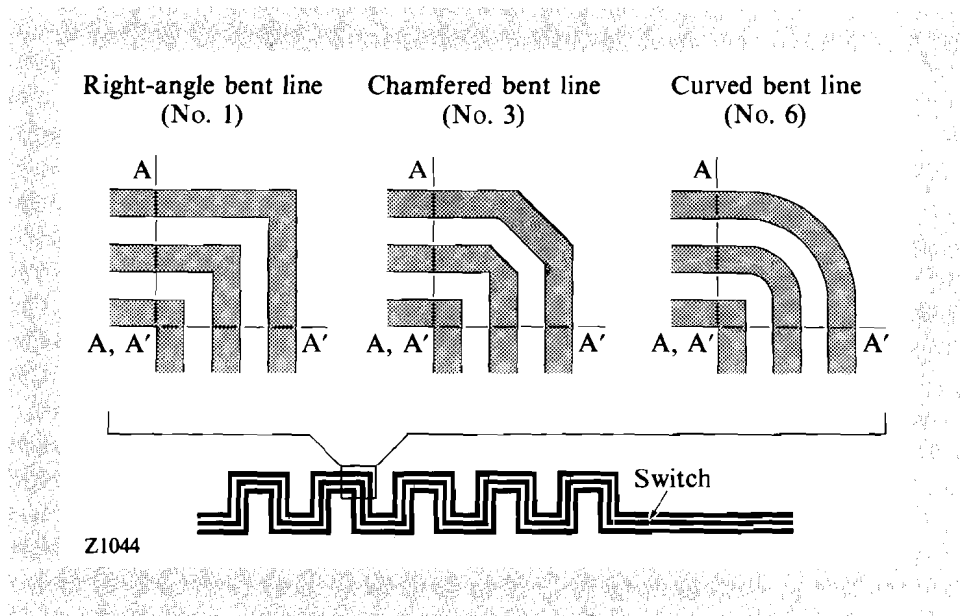 Right-angle bent line
(No. 1)
Chamfered bent line
(No. 3)
Curved bent line
(No. 6)
A
A
A
A, A′
A′
A, A′
A′
A, A′
A′
Switch
Z1044